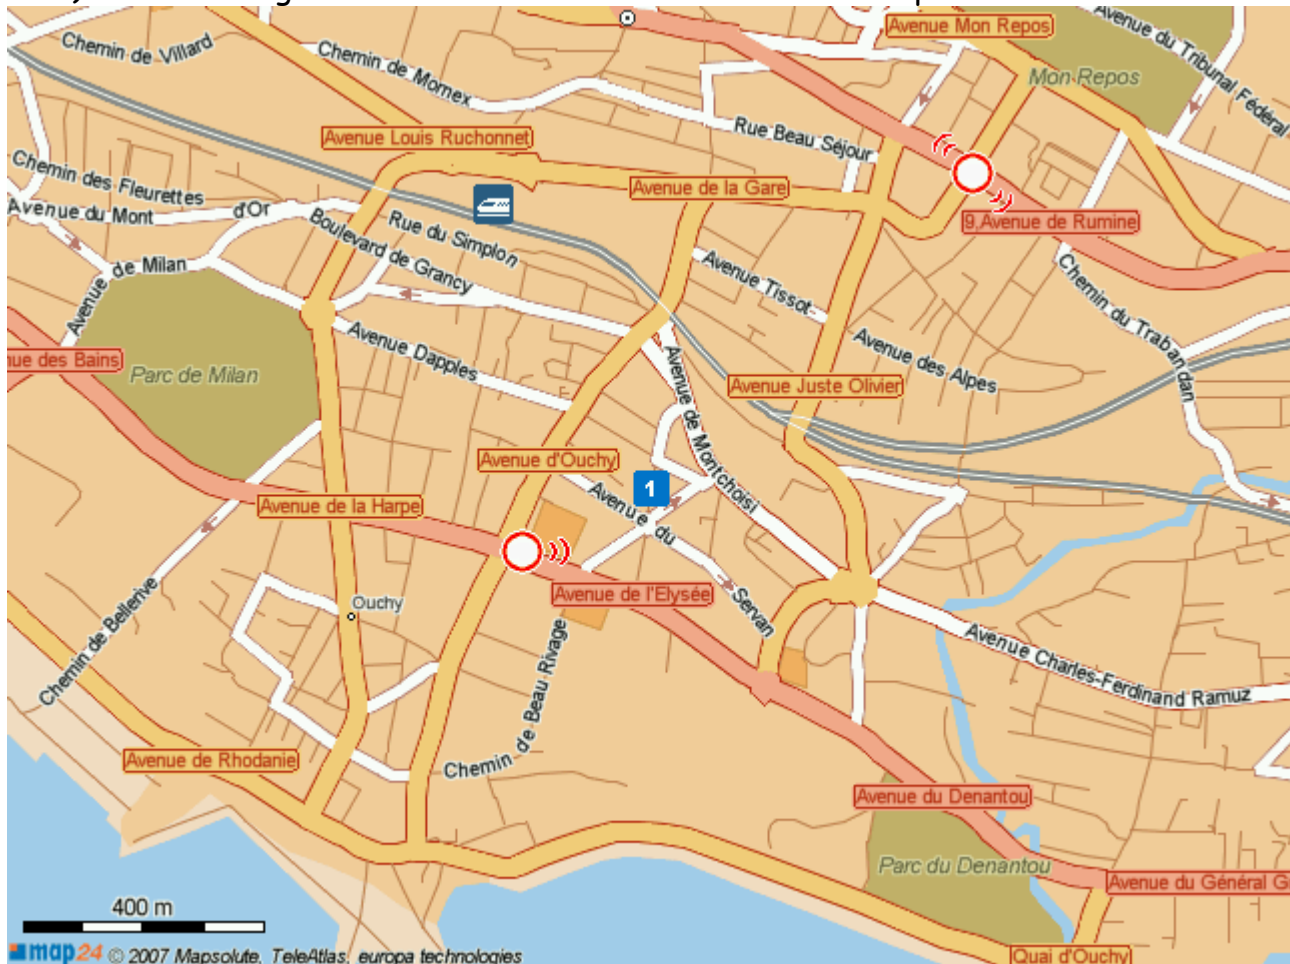 Avenue Mon Repos
Avenue du Tribunal Fédéral
Chemin de Villard
Chemin de Mornex
Mon Repos
Avenue Louis Ruchonnet
Rue Beau Séjour
Chemin des Fleurettes
Avenue de la Gare
Avenue du Mont d'Or
Boulevard de Grancy
Rue du Simplon
9,Avenue de Rumine
Avenue de Milan
Avenue Tissot
Chemin du Trabandan
Avenue Dapples
Avenue des Alpes
nue des Bains
Parc de Milan
Avenue Juste Olivier
Avenue de Montchoisi
Avenue d'Ouchy
1
Avenue de la Harpe
Avenue du Servan
Avenue de l'Elysée
Ouchy
Chemin de Bellerive
Avenue Charles-Ferdinand Ramuz
Chemin de Beau Rivage
Avenue de Rhodanie
Avenue du Denantou
Parc du Denantou
Avenue du Général G
400 m
map24 © 2007 Mapsolute, TeleAtlas, europa technologies
Quai d'Ouchy